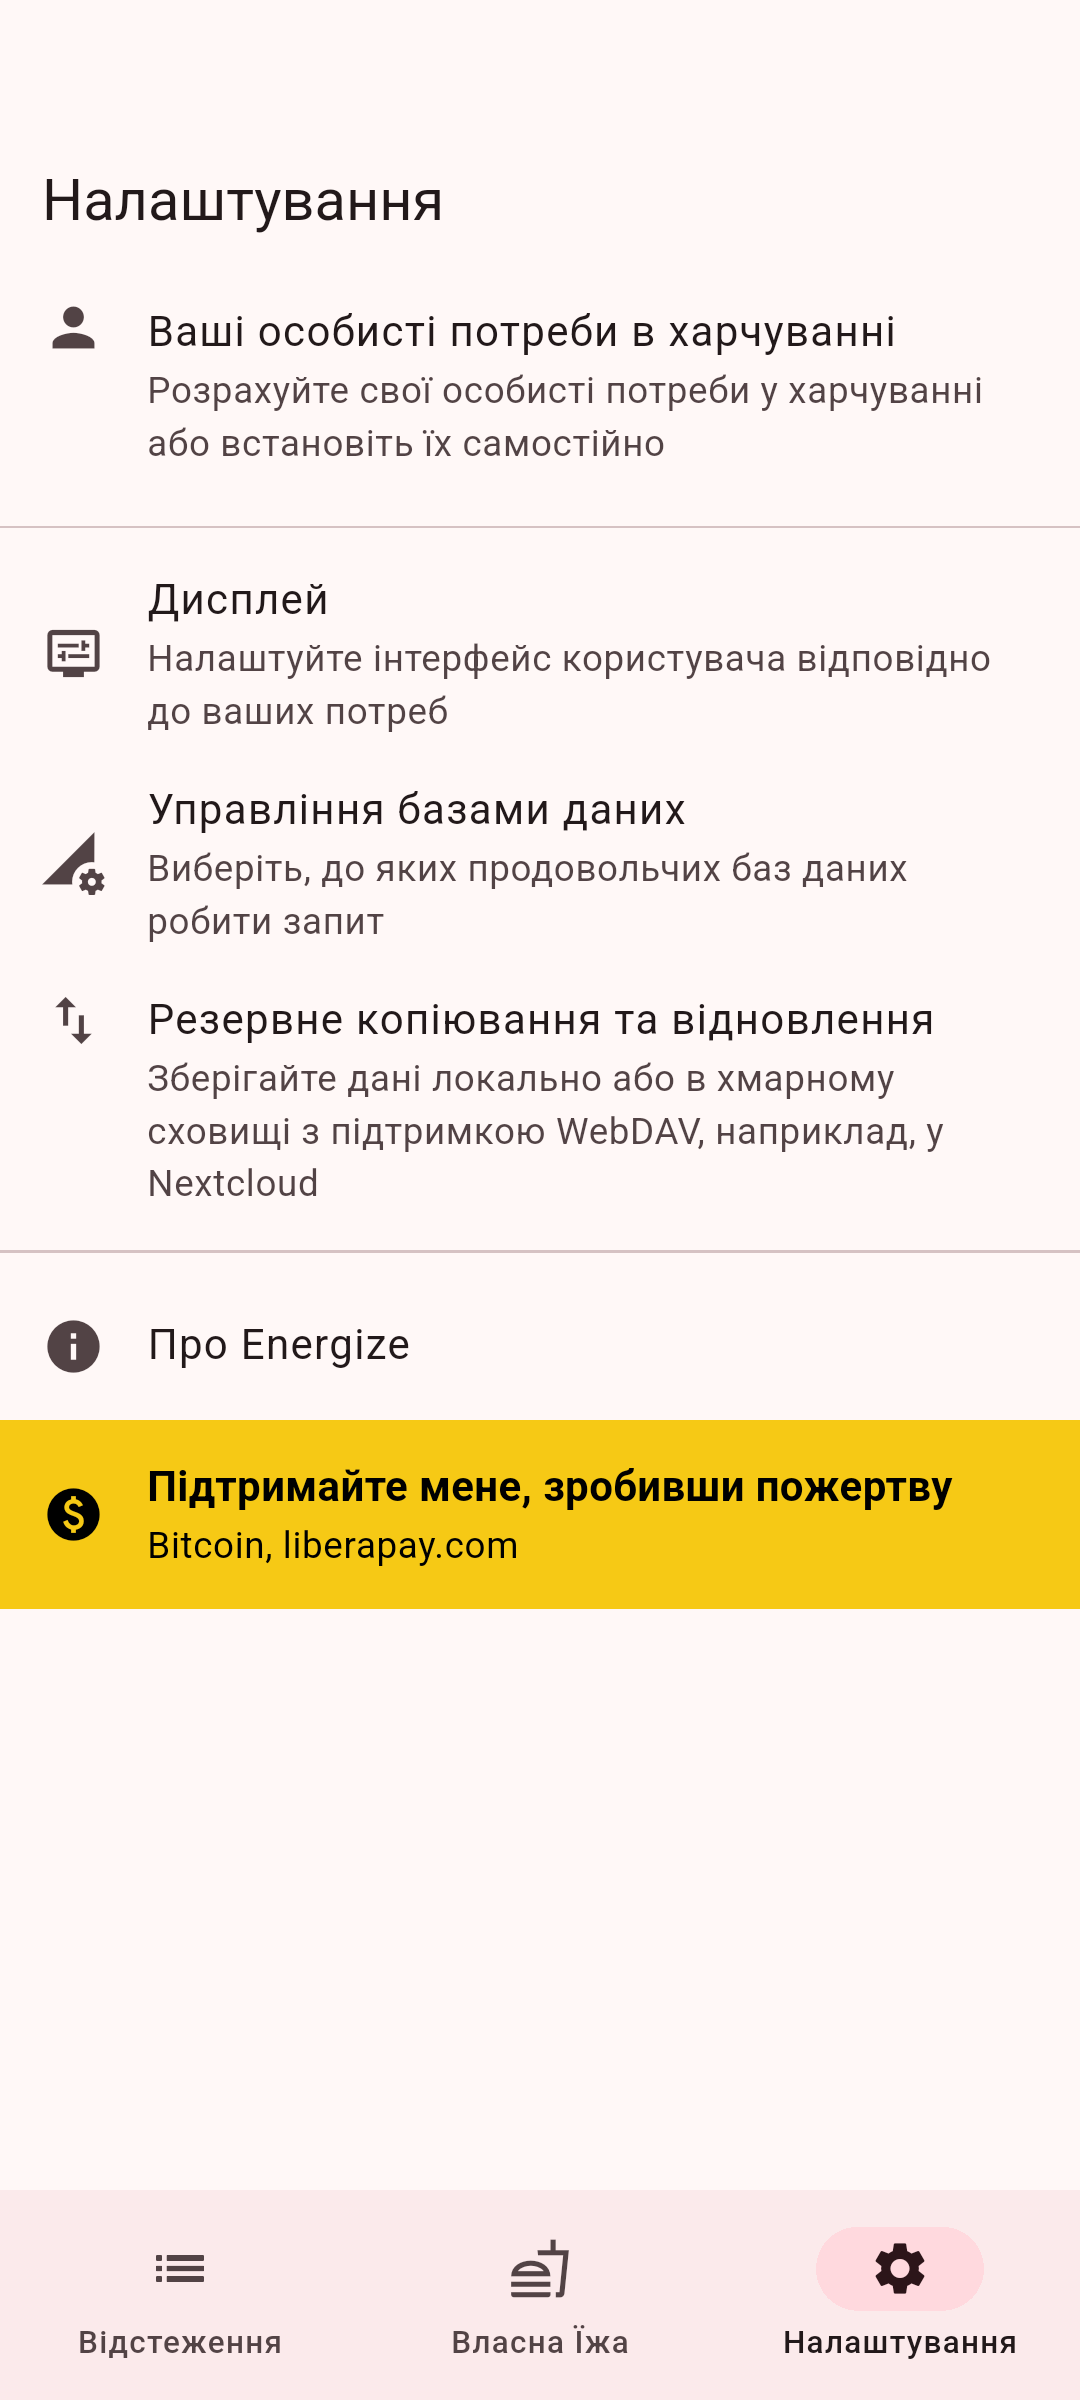 Налаштування
Ваші особисті потреби в харчуванні
Розрахуйте свої особисті потреби у харчуванні
або встановіть їх самостійно
Дисплей
Налаштуйте інтерфейс користувача відповідно
до ваших потреб
Управління базами даних
Виберіть, до яких продовольчих баз даних
робити запит
Резервне копіювання та відновлення
Зберігайте дані локально або в хмарному
сховищі з підтримкою WebDAV, наприклад, у
Nextcloud
Про Energize
Підтримайте мене, зробивши пожертву
Bitcoin, liberapay.com
Відстеження
Власна Їжа
Налаштування